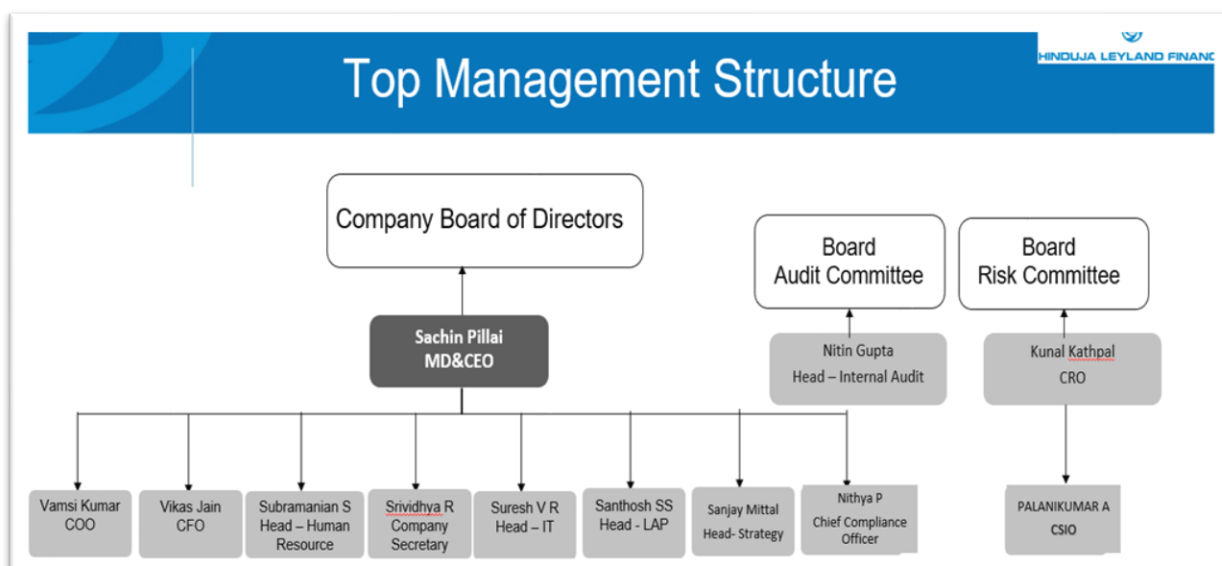 HINDUJA LEYLAND FINANC
Top Management Structure
Company Board of Directors
Board
Audit Committee
Board
Risk Committee
Sachin Pillai
MD&CEO
Nitin Gupta
Head – Internal Audit
Kunal Kathpal
CRO
Vamsi Kumar
COO
Vikas Jain
CFO
Subramanian S
Head – Human
Resource
Srividhya R
Company
Secretary
Suresh V R
Head – IT
Santhosh SS
Head - LAP
Sanjay Mittal
Head- Strategy
Nithya P
Chief Compliance
Officer
PALANIKUMAR A
CSIO